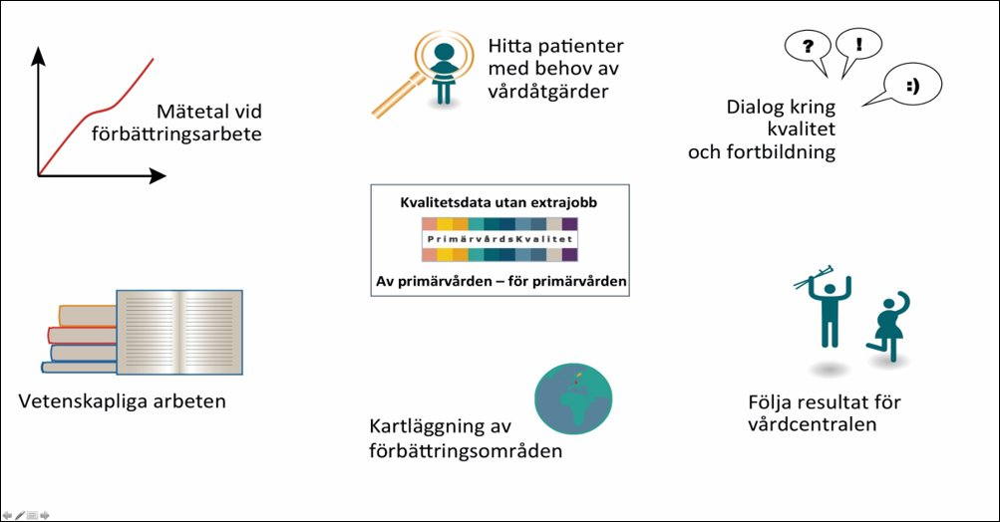 Mätetal vid
förbättringsarbete
Hitta patienter
med behov av
vårdåtgärder
?
!
:)
Dialog kring
kvalitet
och fortbildning
Kvalitetsdata utan extrajobb
PrimärvårdsKvalitet
Av primärvården – för primärvården
Vetenskapliga arbeten
Kartläggning av
förbättringsområden
Följa resultat för
vårdcentralen